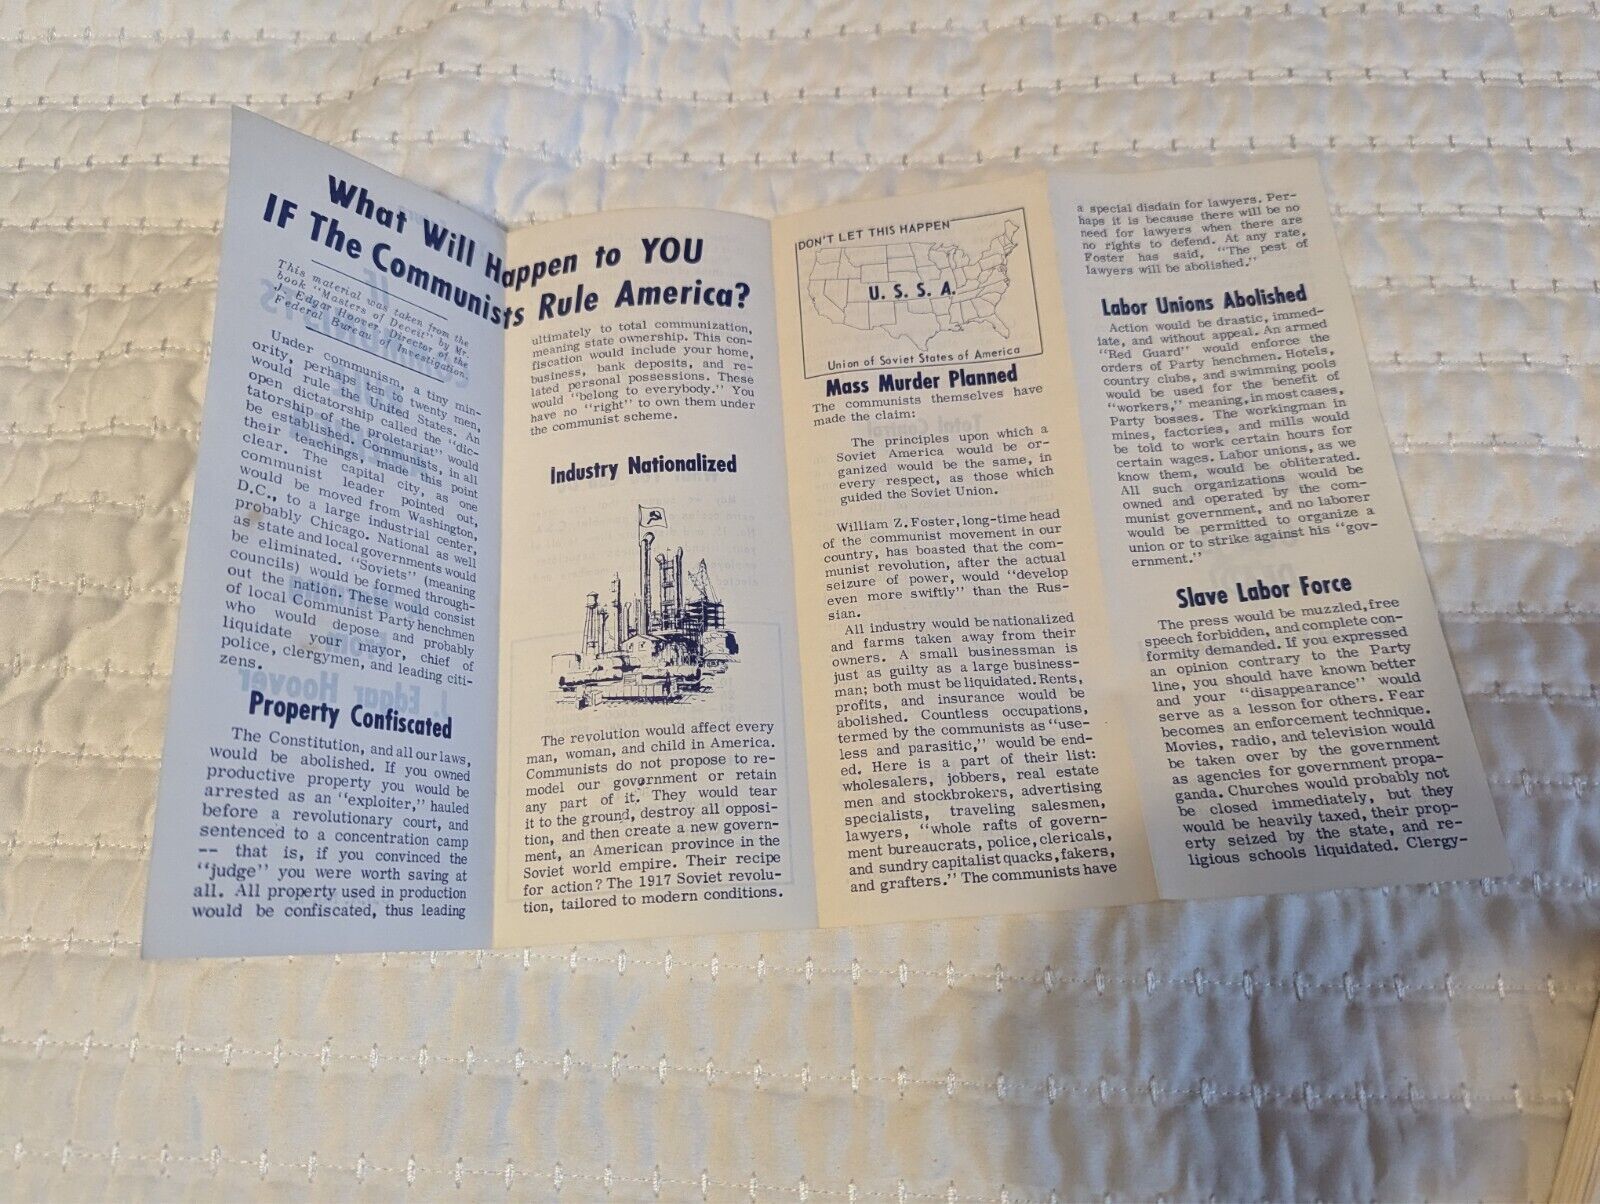 What Will Happen to YOU
IF The Communists Rule America?
This material was taken from the
book "Masters of Deceit" by Mr.
J. Edgar Hoover, Director of the
Federal Bureau of Investigation.
Under communism, a tiny min-
ority, perhaps ten to twenty men,
would rule the United States. An
open dictatorship called the "dic-
tatorship of the proletariat" would
be established. Communists, in all
their teachings, made this point
clear. The capital city, as one
communist leader pointed out,
would be moved from Washington,
D.C., to a large industrial center,
probably Chicago. National as well
as state and local governments would
be eliminated. "Soviets" (meaning
councils) would be formed through-
out the nation. These would consist
of local Communist Party henchmen
who would depose and probably
liquidate your mayor, chief of
police, clergymen, and leading citi-
zens.
Property Confiscated
The Constitution, and all our laws,
would be abolished. If you owned
productive property you would be
arrested as an "exploiter," hauled
before a revolutionary court, and
sentenced to a concentration camp
-- that is, if you convinced the
"judge" you were worth saving at
all. All property used in production
would be confiscated, thus leading
ultimately to total communization,
meaning state ownership. This con-
fiscation would include your home,
business, bank deposits, and re-
lated personal possessions. These
would "belong to everybody." You
have no "right" to own them under
the communist scheme.
Industry Nationalized
The revolution would affect every
man, woman, and child in America.
Communists do not propose to re-
model our government or retain
any part of it. They would tear
it to the ground, destroy all opposi-
tion, and then create a new govern-
ment, an American province in the
Soviet world empire. Their recipe
for action? The 1917 Soviet revolu-
tion, tailored to modern conditions.
DON'T LET THIS HAPPEN
U. S. S. A.
Union of Soviet States of America
Mass Murder Planned
The communists themselves have
made the claim:
The principles upon which a
Soviet America would be or-
ganized would be the same, in
every respect, as those which
guided the Soviet Union.
William Z. Foster, long-time head
of the communist movement in our
country, has boasted that the com-
munist revolution, after the actual
seizure of power, would "develop
even more swiftly" than the Rus-
sian.
All industry would be nationalized
and farms taken away from their
owners. A small businessman is
just as guilty as a large business-
man; both must be liquidated. Rents,
profits, and insurance would be
abolished. Countless occupations,
termed by the communists as "use-
less and parasitic," would be end-
ed. Here is a part of their list:
wholesalers, jobbers, real estate
men and stockbrokers, advertising
specialists, traveling salesmen,
lawyers, "whole rafts of govern-
ment bureaucrats, police, clericals,
and sundry capitalist quacks, fakers,
and grafters." The communists have
a special disdain for lawyers. Per-
haps it is because there will be no
need for lawyers when there are
no rights to defend. At any rate,
Foster has said, "The pest of
lawyers will be abolished."
Labor Unions Abolished
Action would be drastic, immed-
iate, and without appeal. An armed
"Red Guard" would enforce the
orders of Party henchmen. Hotels,
country clubs, and swimming pools
would be used for the benefit of
"workers," meaning, in most cases,
Party bosses. The workingman in
mines, factories, and mills would
be told to work certain hours for
certain wages. Labor unions, as we
know them, would be obliterated.
All such organizations would be
owned and operated by the com-
munist government, and no laborer
would be permitted to organize a
union or to strike against his "gov-
ernment."
Slave Labor Force
The press would be muzzled, free
speech forbidden, and complete con-
formity demanded. If you expressed
an opinion contrary to the Party
line, you should have known better
and your "disappearance" would
serve as a lesson for others. Fear
becomes an enforcement technique.
Movies, radio, and television would
be taken over by the government
as agencies for government propa-
ganda. Churches would probably not
be closed immediately, but they
would be heavily taxed, their prop-
erty seized by the state, and re-
ligious schools liquidated. Clergy-